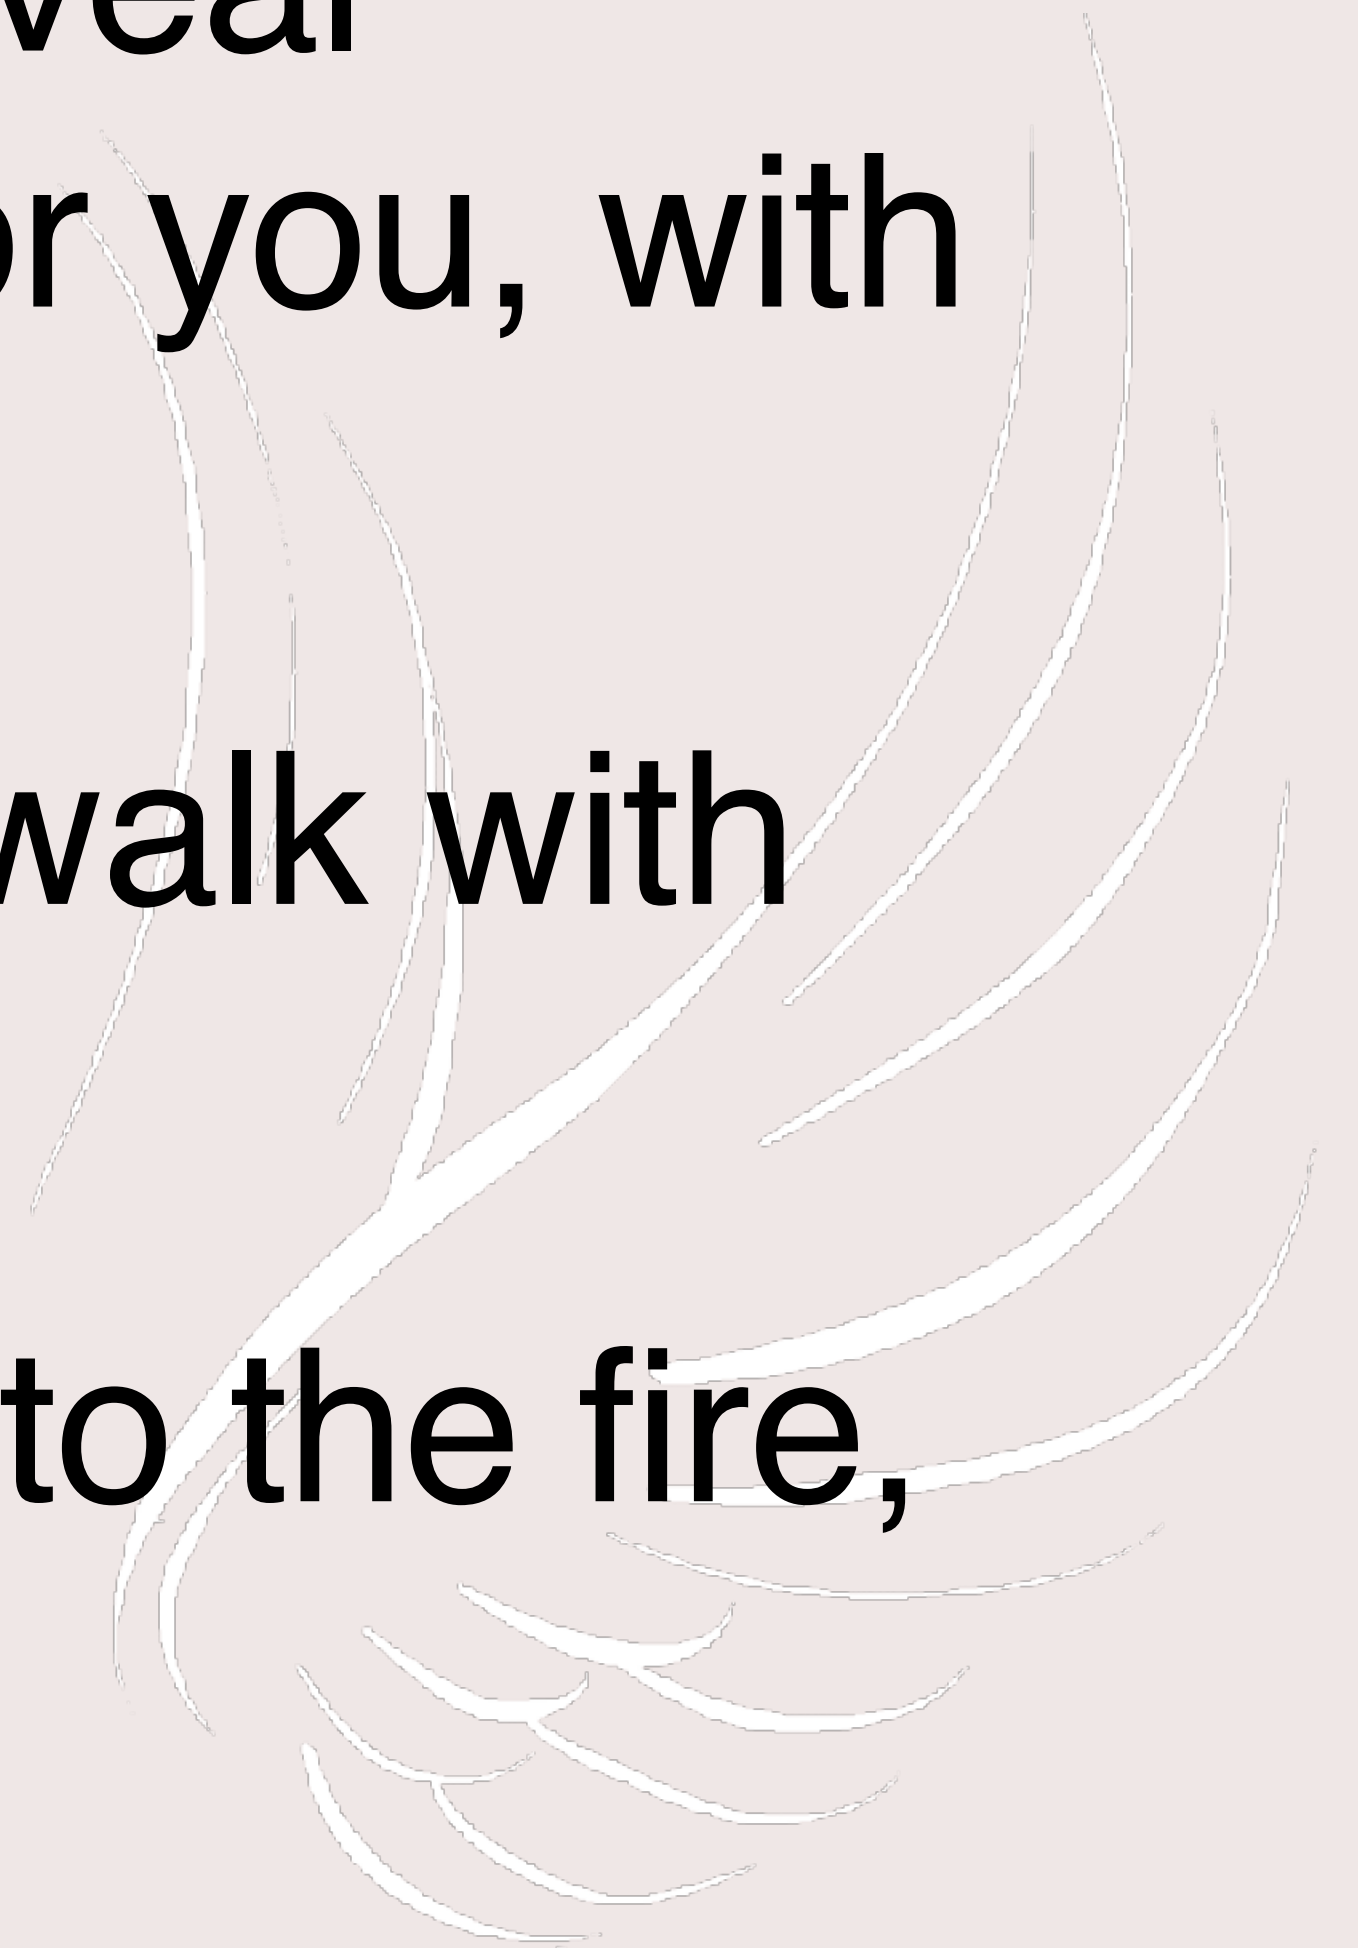 or you, with
walk with
to the fire,